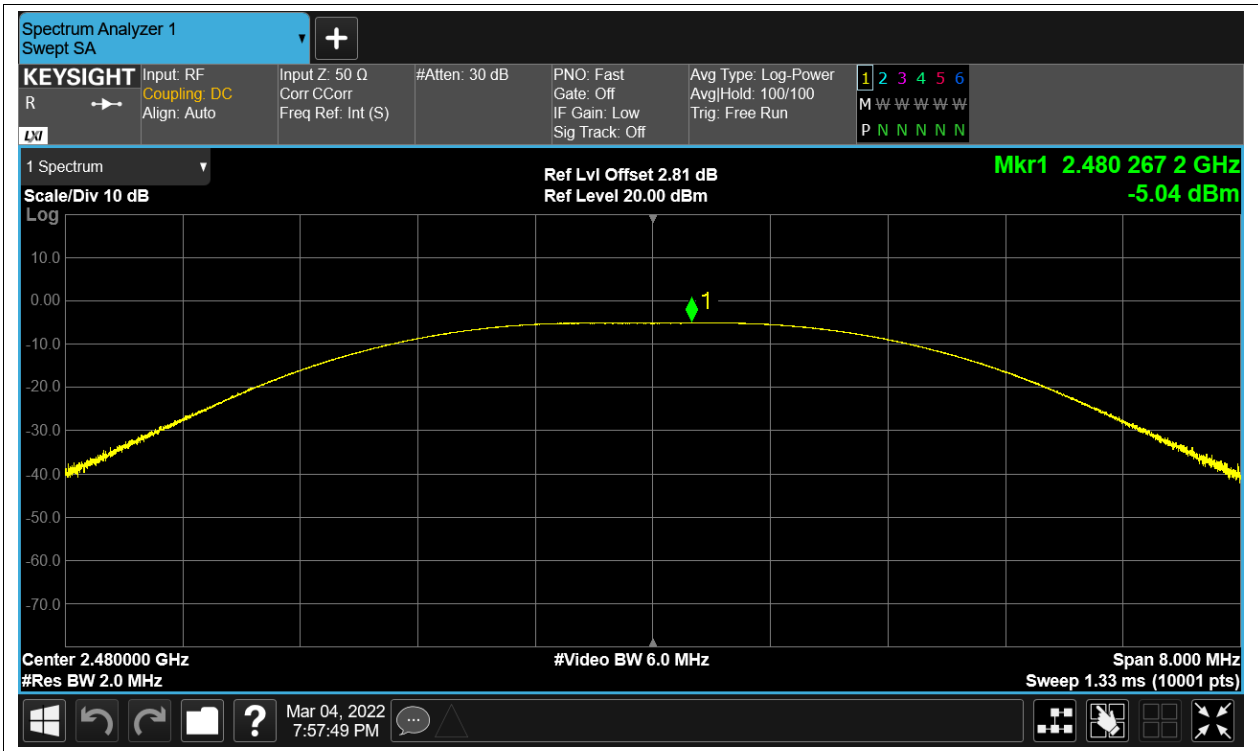 Spectrum Analyzer 1
Swept SA
+
KEYSIGHT
R
LXI
Input: RF
Coupling: DC
Align: Auto
Input Z: 50 Ω
Corr CCorr
Freq Ref: Int (S)
#Atten: 30 dB
PNO: Fast
Gate: Off
IF Gain: Low
Sig Track: Off
Avg Type: Log-Power
Avg|Hold: 100/100
Trig: Free Run
1 2 3 4 5 6
M W W W W W
P N N N N N
1 Spectrum
Scale/Div 10 dB
Log
Ref Lvl Offset 2.81 dB
Ref Level 20.00 dBm
Mkr1 2.480 267 2 GHz
-5.04 dBm
10.0
0.00
1
-10.0
-20.0
-30.0
-40.0
-50.0
-60.0
-70.0
Center 2.480000 GHz
#Video BW 6.0 MHz
Span 8.000 MHz
#Res BW 2.0 MHz
Sweep 1.33 ms (10001 pts)
?
Mar 04, 2022
7:57:49 PM